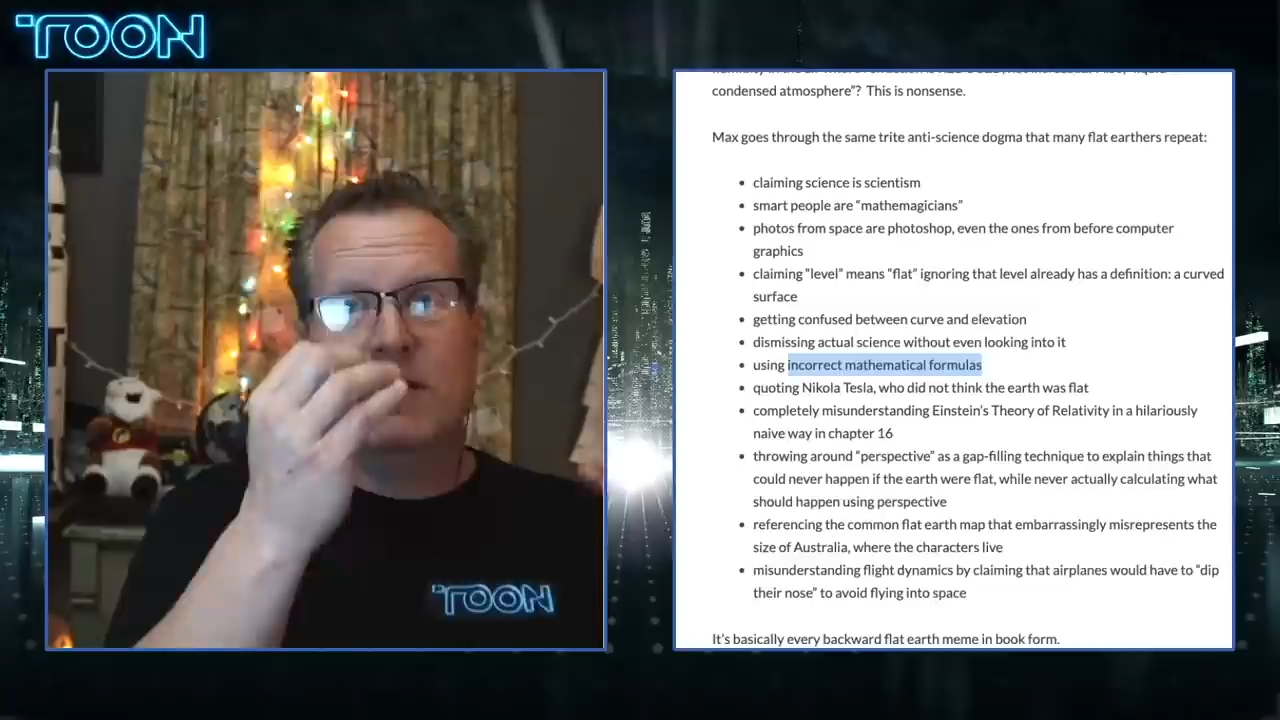 TOON
condensed atmosphere”? This is nonsense.
Max goes through the same trite anti-science dogma that many flat earthers repeat:
• claiming science is scientism
• smart people are “mathemagicians”
• photos from space are photoshop, even the ones from before computer
graphics
• claiming “level” means “flat” ignoring that level already has a definition: a curved
surface
• getting confused between curve and elevation
• dismissing actual science without even looking into it
• using incorrect mathematical formulas
• quoting Nikola Tesla, who did not think the earth was flat
• completely misunderstanding Einstein’s Theory of Relativity in a hilariously
naive way in chapter 16
• throwing around “perspective” as a gap-filling technique to explain things that
could never happen if the earth were flat, while never actually calculating what
should happen using perspective
• referencing the common flat earth map that embarrassingly misrepresents the
size of Australia, where the characters live
• misunderstanding flight dynamics by claiming that airplanes would have to “dip
their nose” to avoid flying into space
It’s basically every backward flat earth meme in book form.
TOON